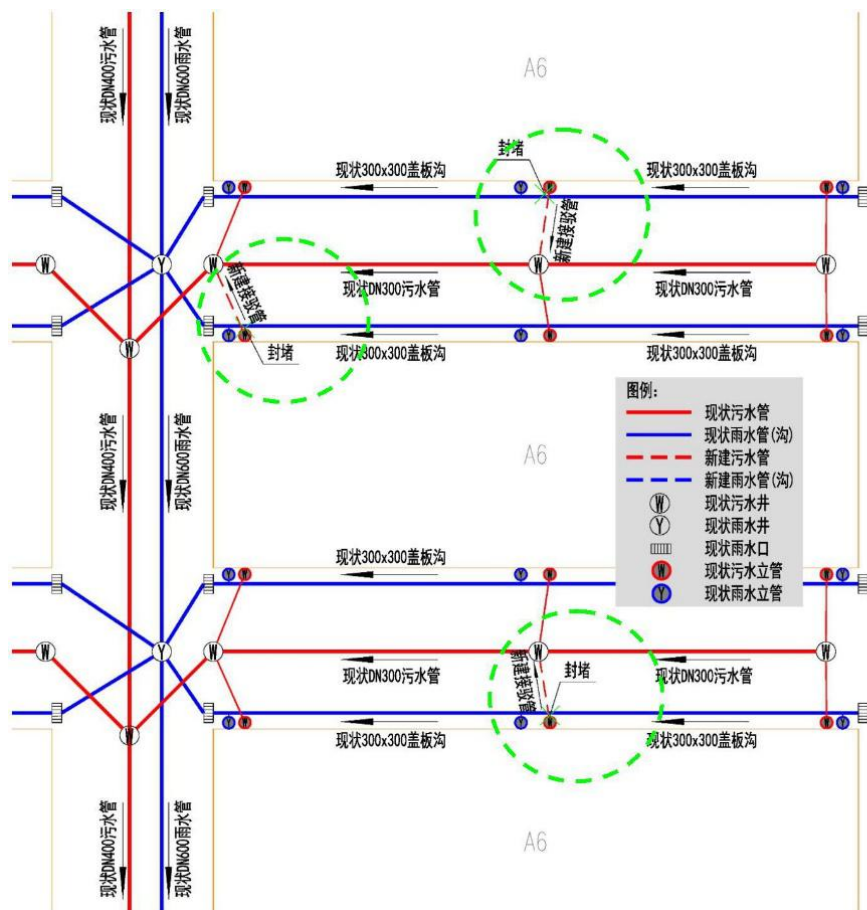 现状DN400污水管
现状DN600雨水管
A6
封堵
现状300x300盖板沟
现状300x300盖板沟
Y
W
Y
W
W
Y
新建接驳管
W
Y
W
W
W
新建接驳管
现状DN300污水管
现状DN300污水管
Y
W
Y
W
W
Y
现状300x300盖板沟
现状300x300盖板沟
封堵
W
现状DN400污水管
现状DN600雨水管
图例：
现状污水管
现状雨水管(沟)
新建污水管
新建雨水管(沟)
W
现状污水井
Y
现状雨水井
现状雨水口
W
现状污水立管
Y
现状雨水立管
A6
现状300x300盖板沟
Y
W
Y
W
W
Y
W
Y
W
W
W
现状DN300污水管
新建接驳管
封堵
现状DN300污水管
Y
W
Y
W
W
Y
现状300x300盖板沟
现状300x300盖板沟
W
现状DN400污水管
现状DN600雨水管
A6